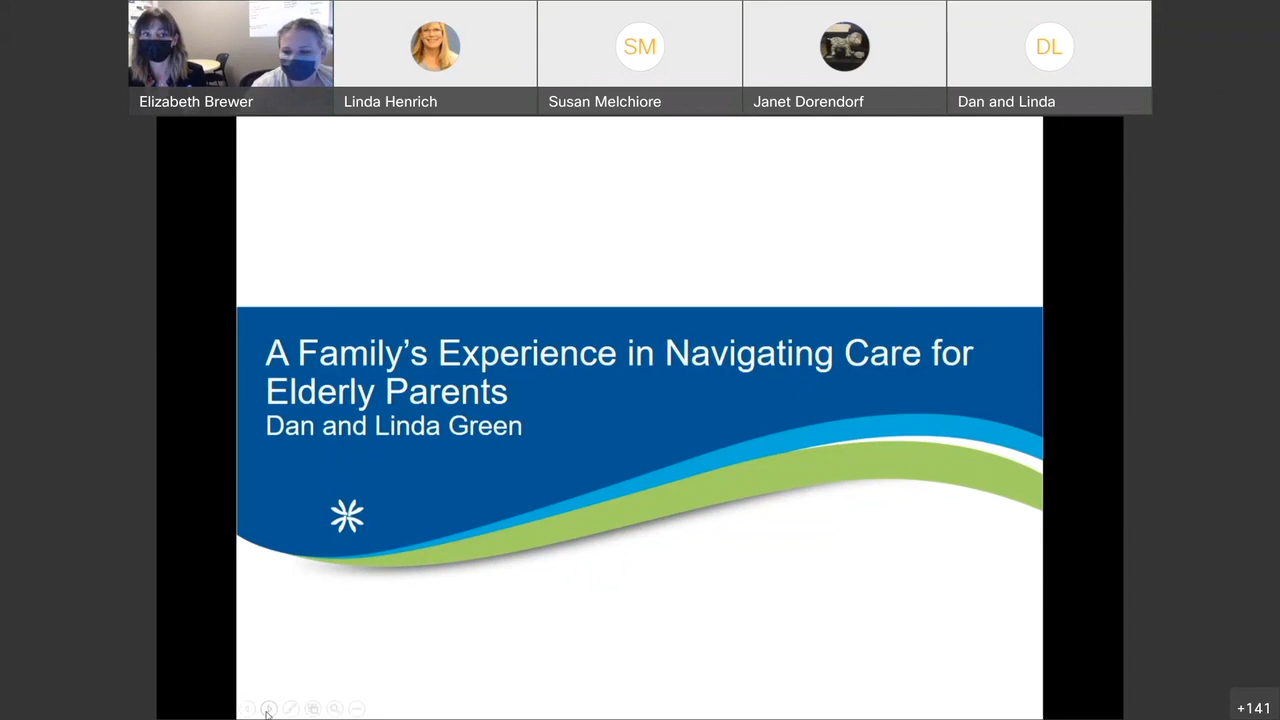 Elizabeth Brewer
Linda Henrich
SM
Susan Melchiore
Janet Dorendorf
DL
Dan and Linda
A Family's Experience in Navigating Care for
Elderly Parents
Dan and Linda Green
+141